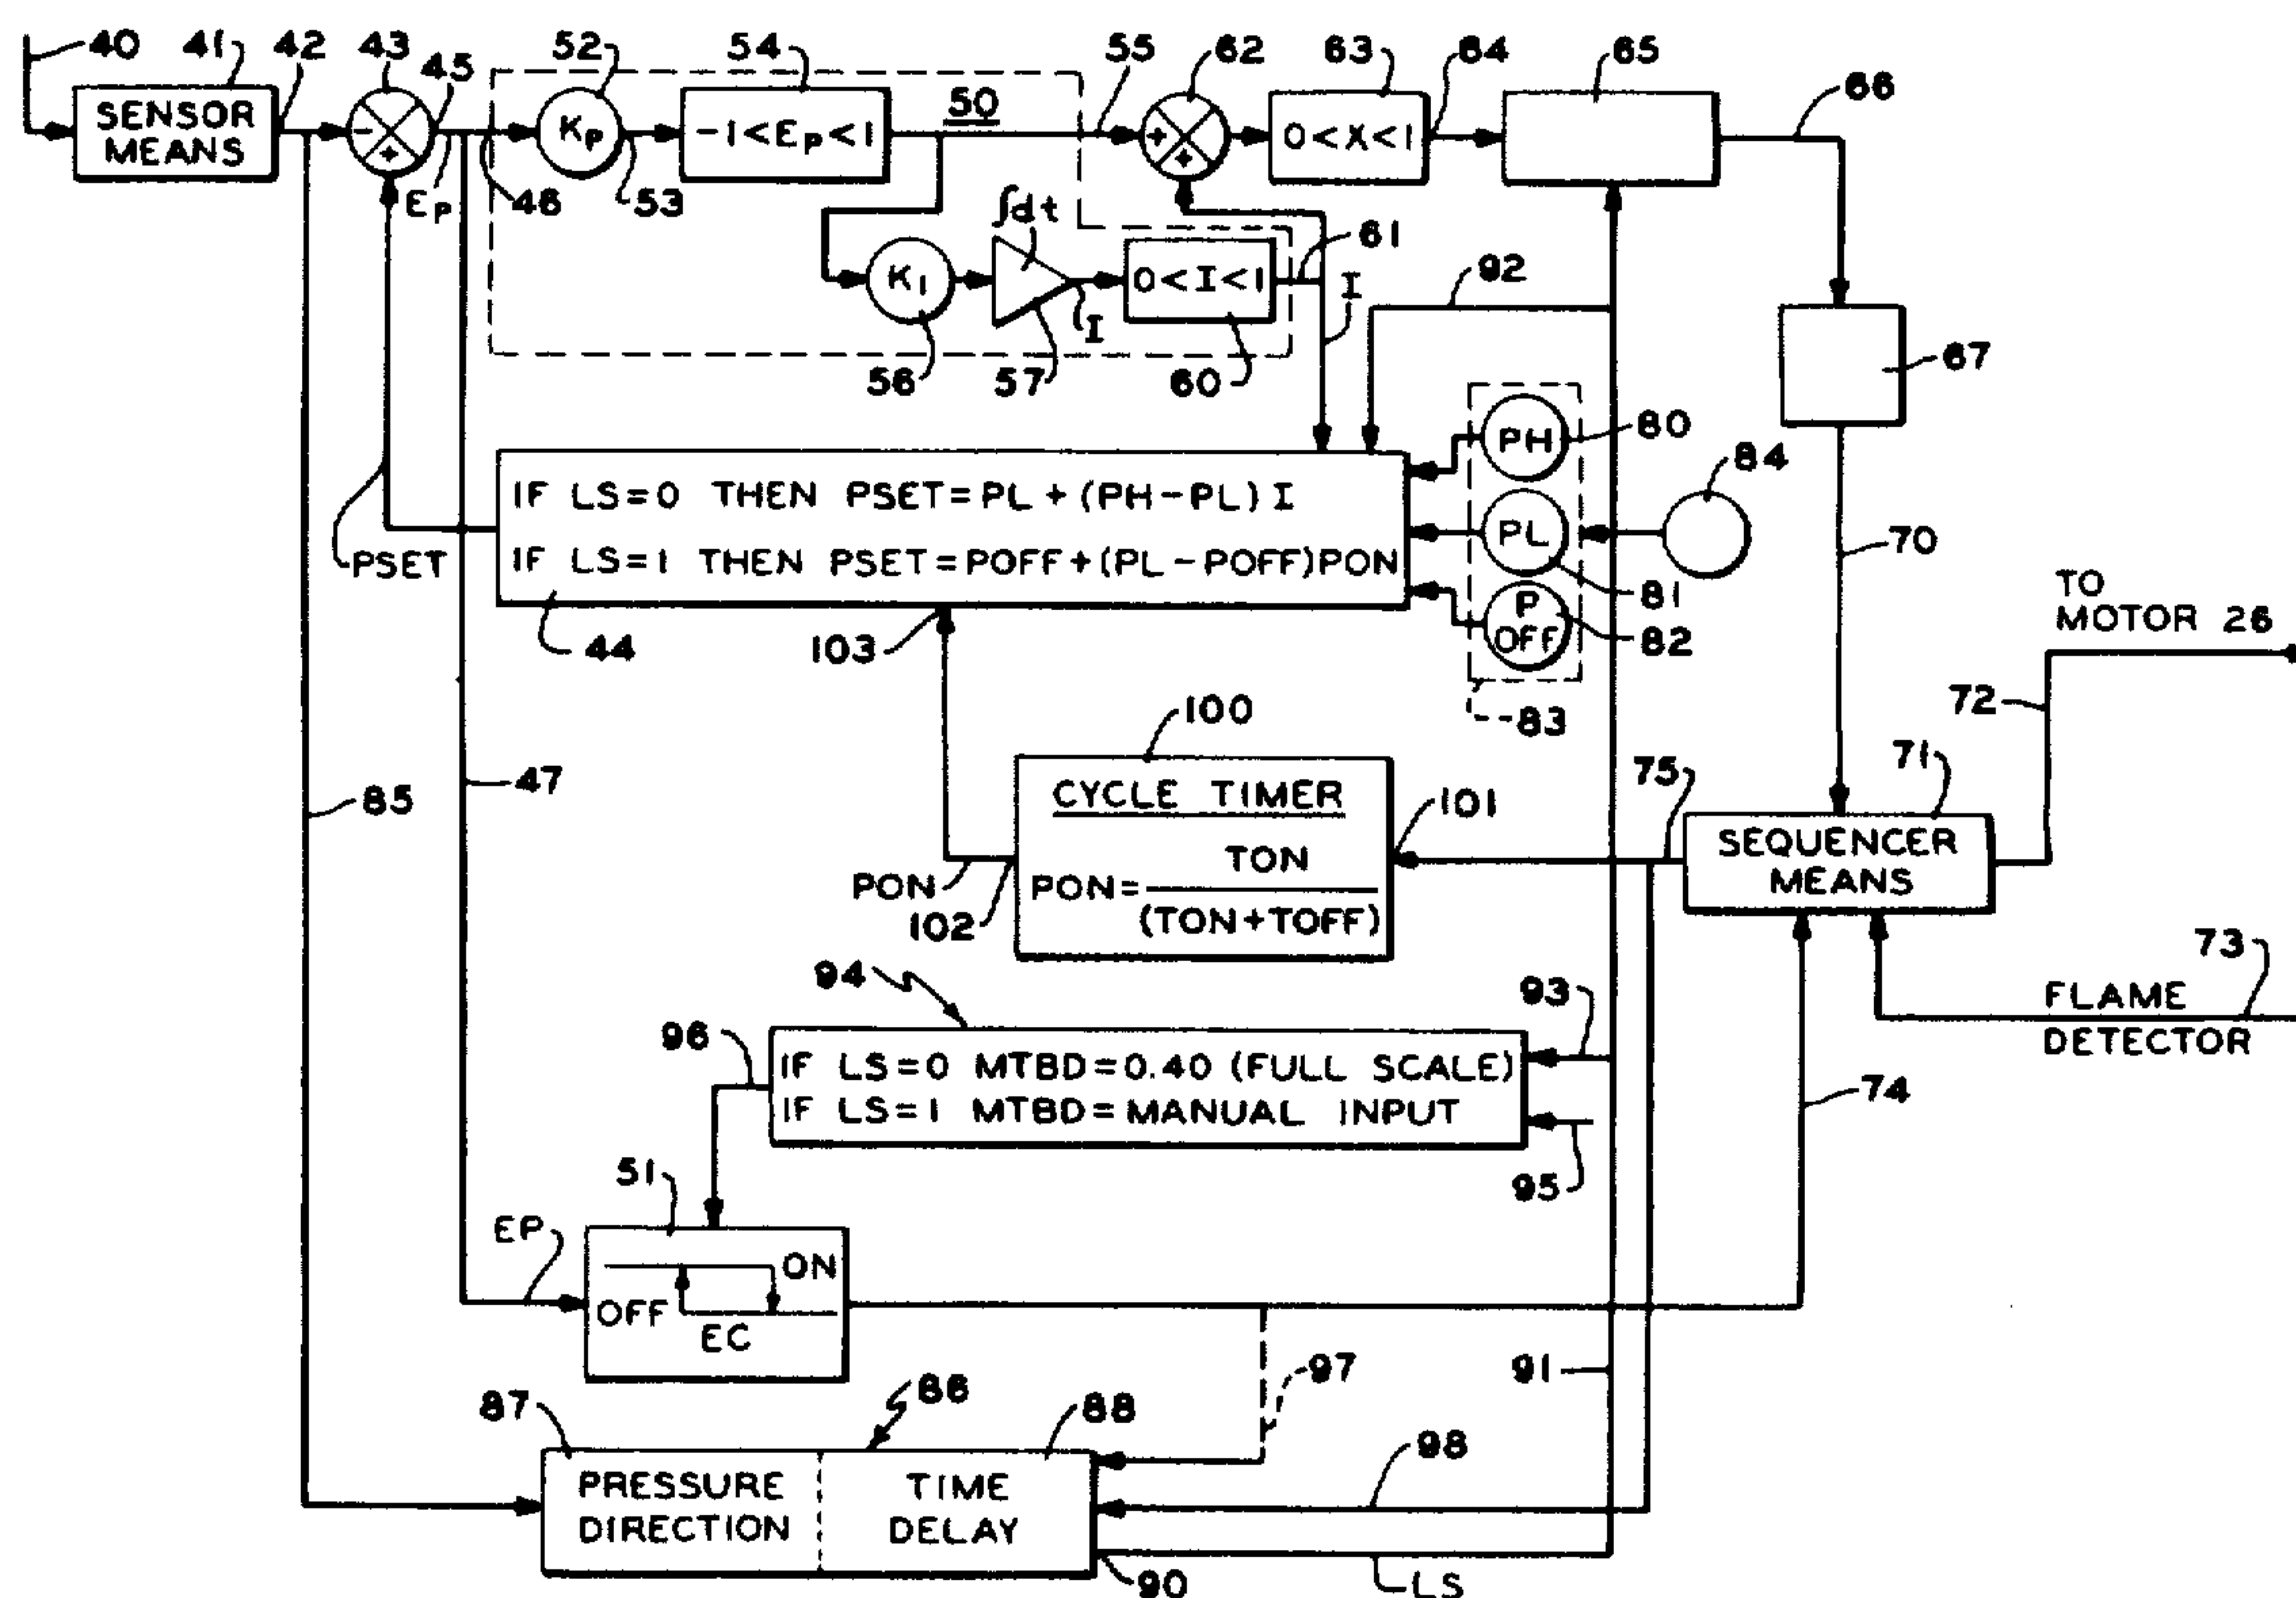 40
41
42
43
45
52
54
50
55
62
63
64
65
66
SENSOR
MEANS
-
+
Kp
-1<Ep<1
+
+
0<X<1
Ep
46
53
∫dt
61
K1
0<I<1
I
I
92
56
57
60
67
PH
80
84
IF LS=0 THEN PSET=PL+(PH-PL) I
IF LS=1 THEN PSET=POFF+(PL-POFF)PON
PL
81
P
OFF
82
PSET
44
103
83
70
TO
MOTOR 26
72
100
47
85
75
71
CYCLE TIMER
101
TON
PON=
(TON+TOFF)
PON
102
SEQUENCER
MEANS
73
FLAME
DETECTOR
94
93
96
IF LS=0 MTBD=0.40 (FULL SCALE)
IF LS=1 MTBD=MANUAL INPUT
95
74
51
EP
ON
OFF
EC
97
91
87
86
88
98
PRESSURE
DIRECTION
TIME
DELAY
90
LS